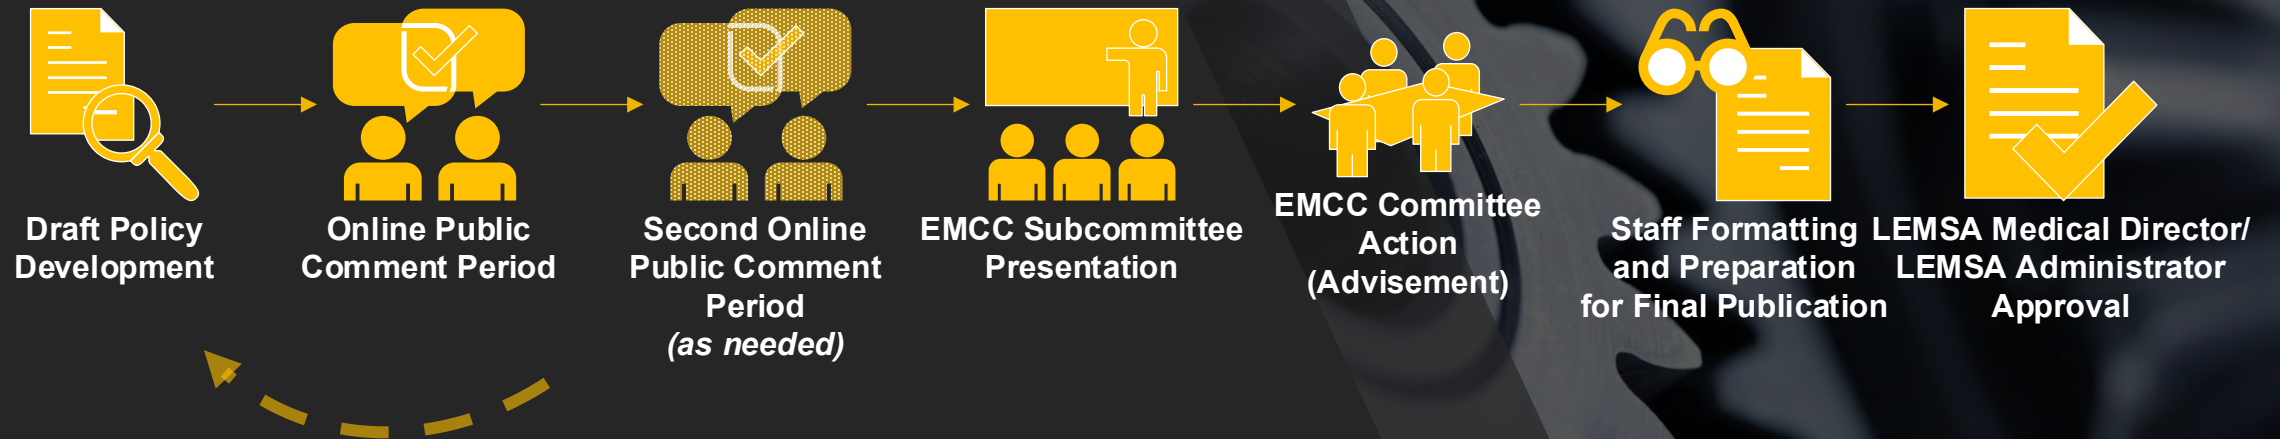 Draft Policy
Development
Online Public
Comment Period
Second Online
Public Comment
Period
(as needed)
EMCC Subcommittee
Presentation
EMCC Committee
Action
(Advisement)
Staff Formatting
and Preparation
for Final Publication
LEMSA Medical Director/
LEMSA Administrator
Approval